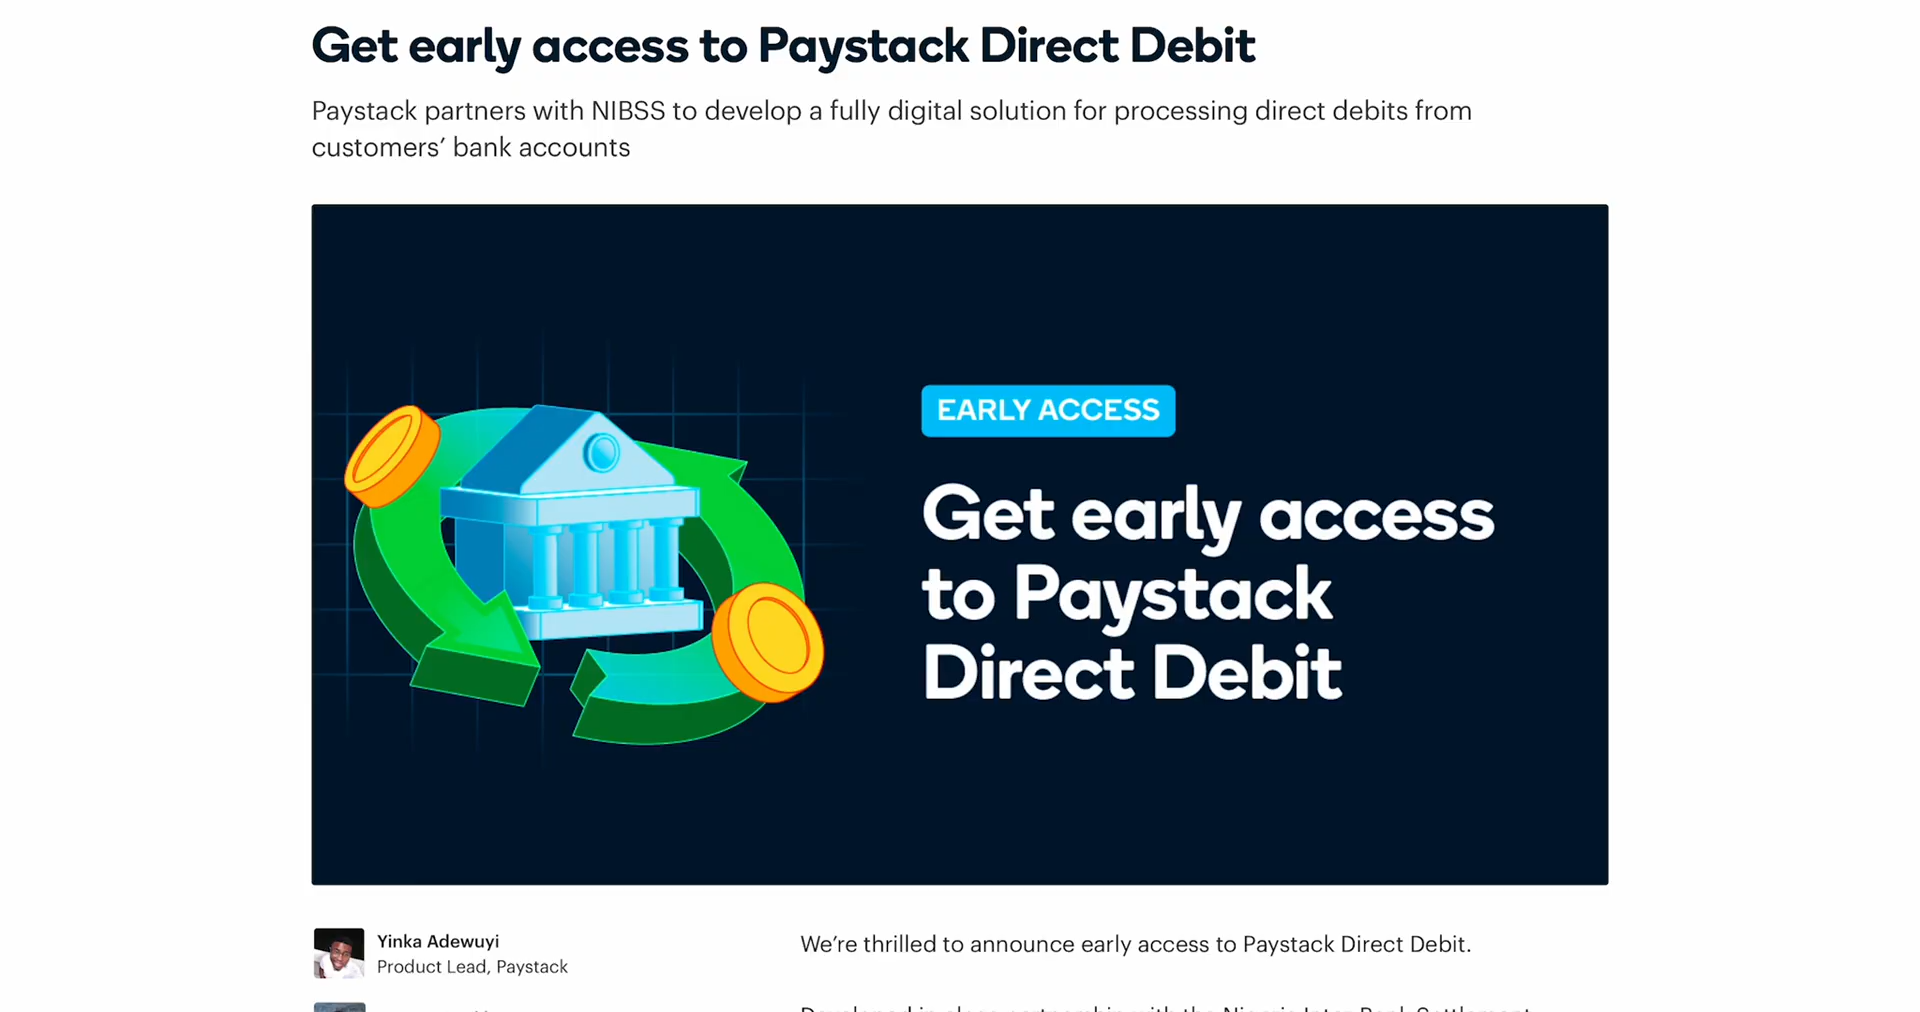 Get early access to Paystack Direct Debit
Paystack partners with NIBSS to develop a fully digital solution for processing direct debits from
customers’ bank accounts
EARLY ACCESS
Get early access
to Paystack
Direct Debit
Yinka Adewuyi
Product Lead, Paystack
We’re thrilled to announce early access to Paystack Direct Debit.